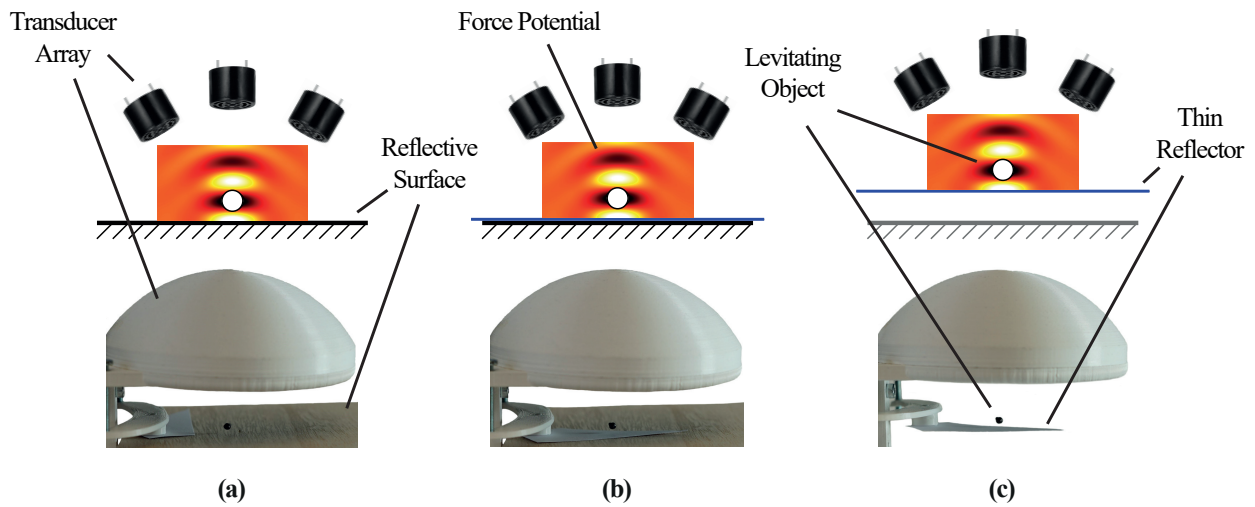 Transducer
Array
Force Potential
Levitating
Object
Thin
Reflector
Reflective
Surface
(a)
(b)
(c)